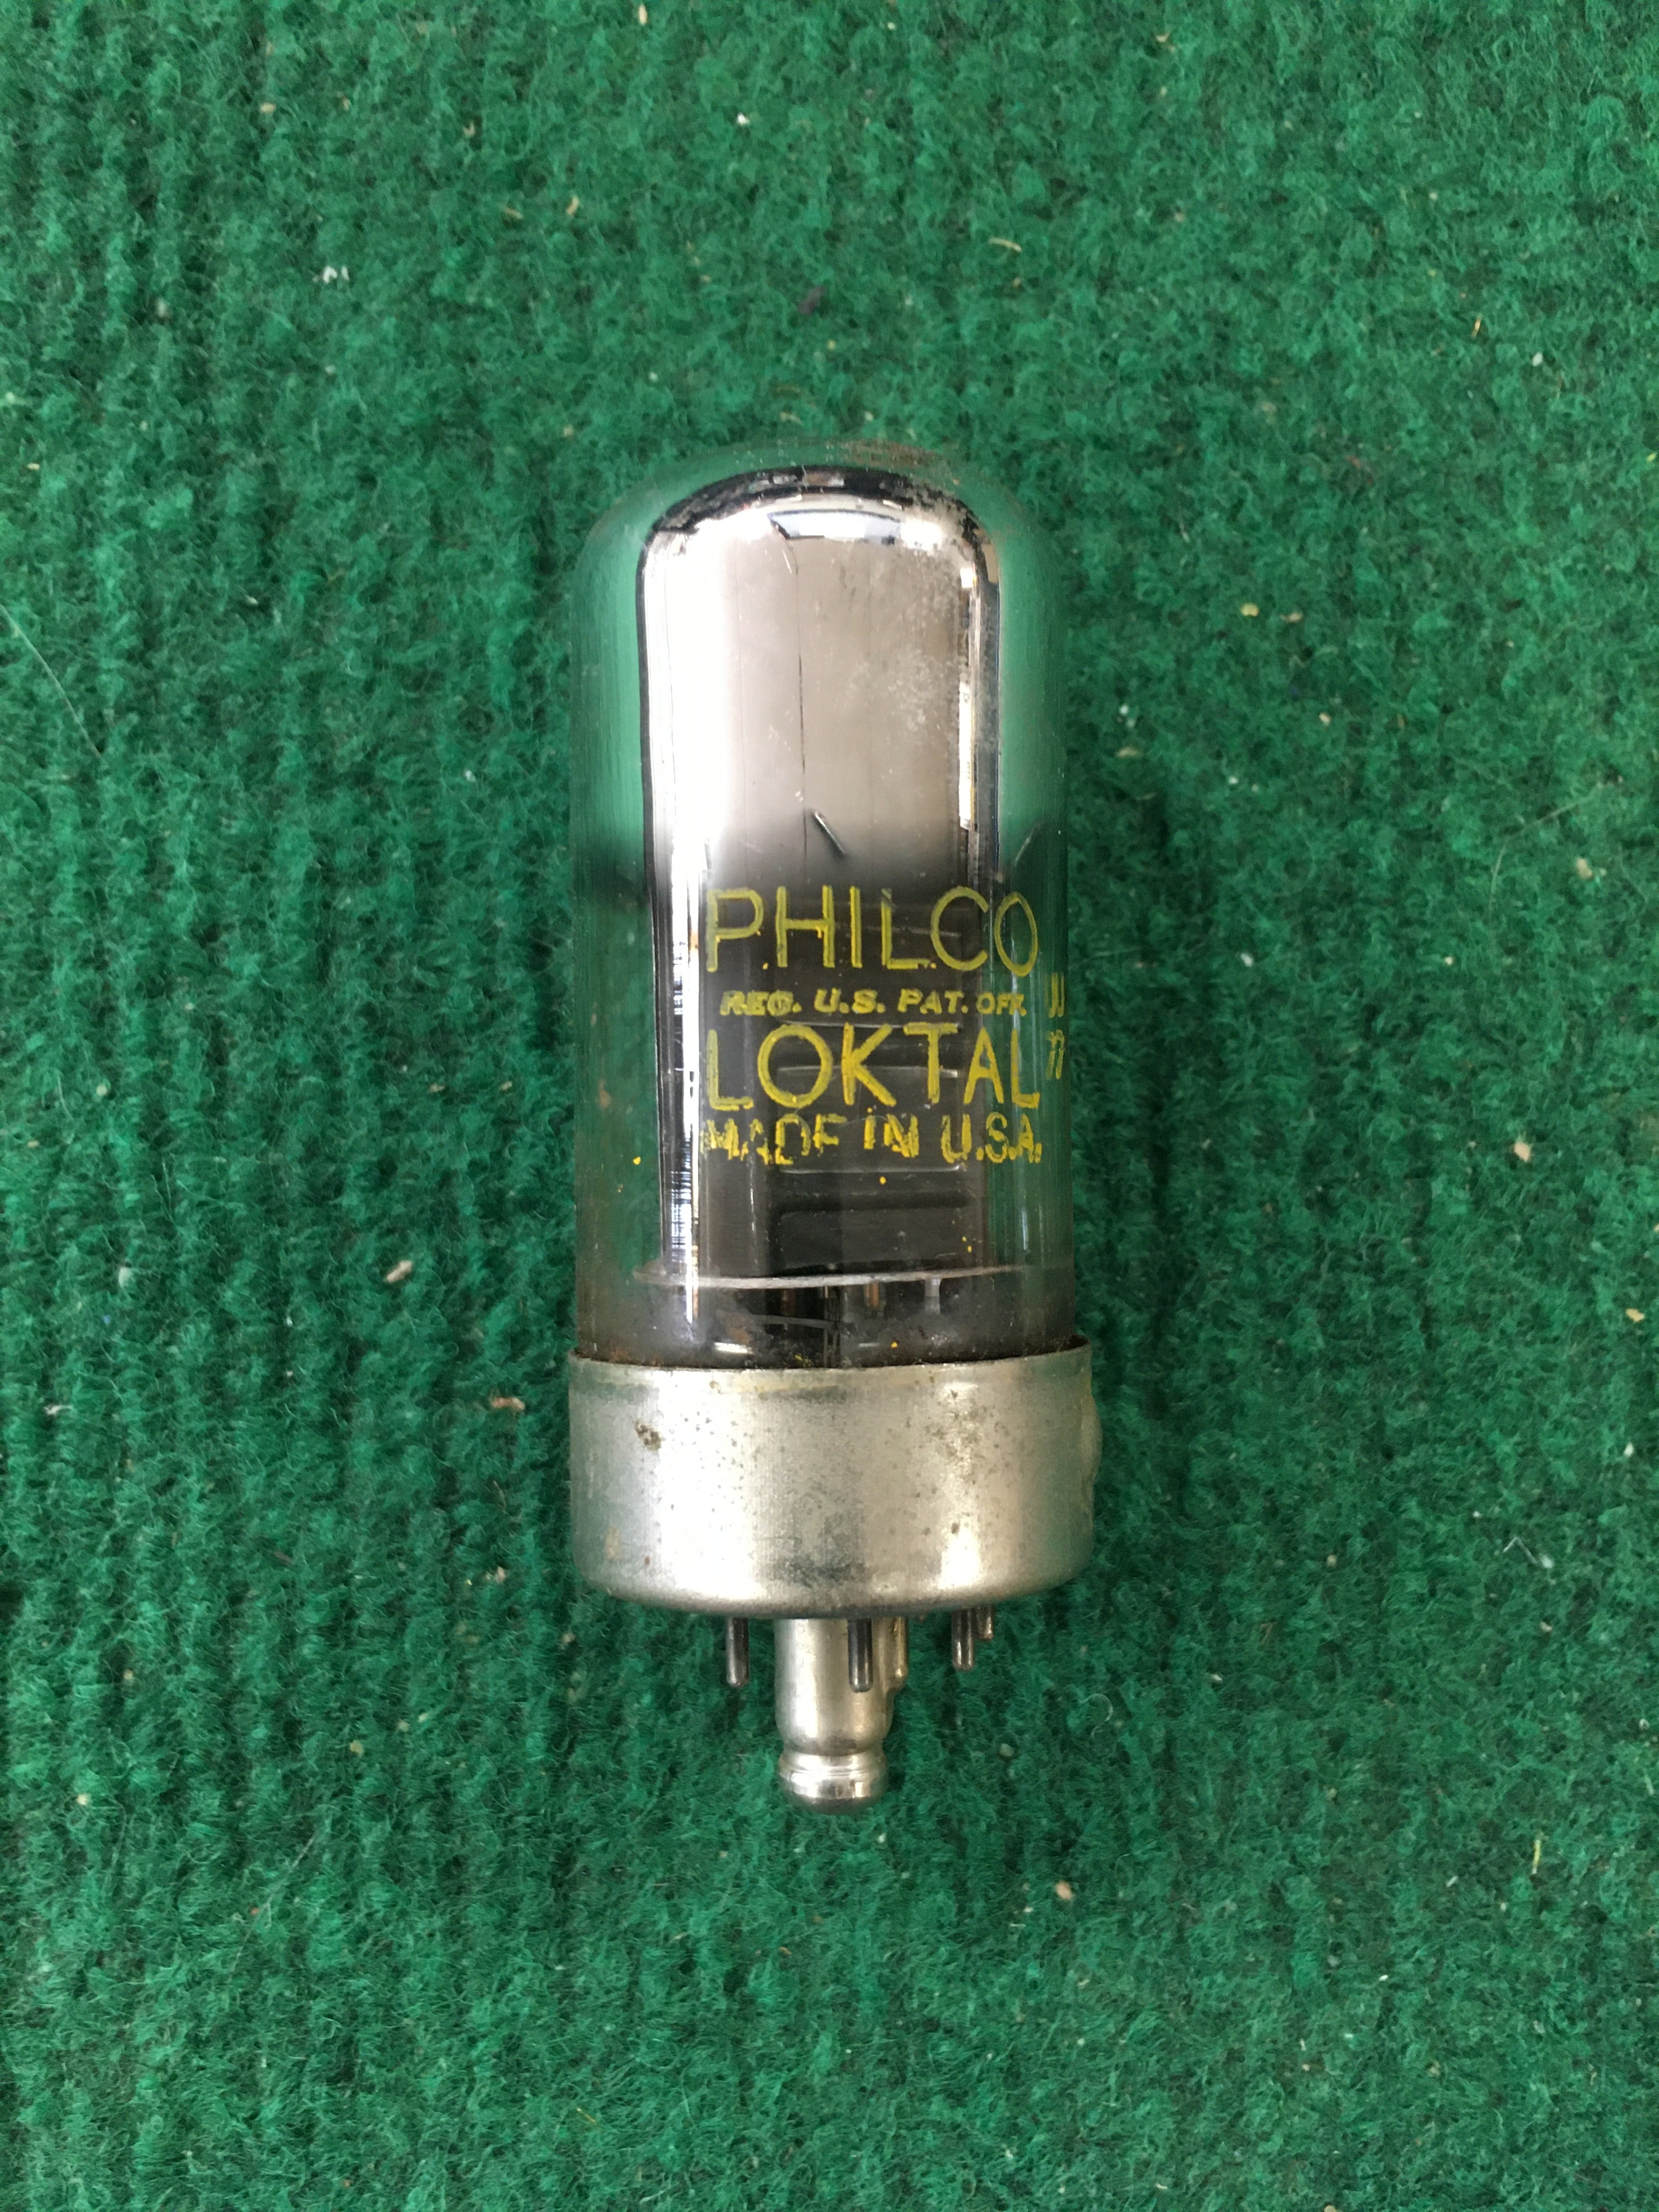 PHILCO
REG. U.S. PAT. OFF.
LOKTAL
MADE IN U.S.A.